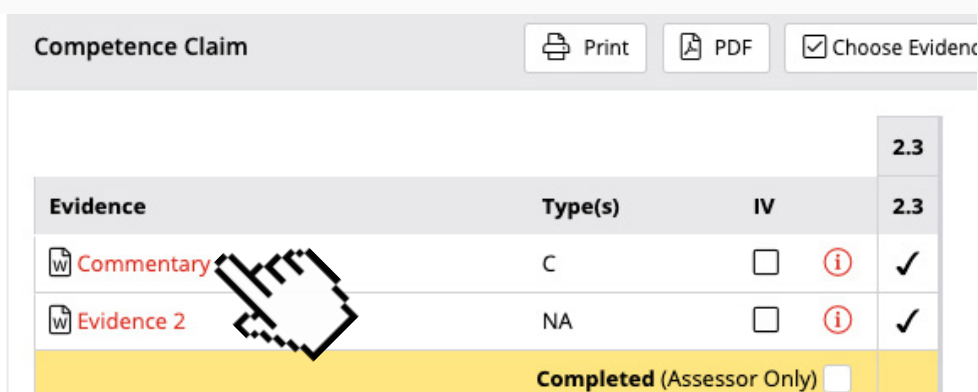 Competence Claim Print PDF Choose Evidenc
2.3
Evidence Type(s) IV 2.3
W Commentary C i ✓
W Evidence 2 NA i ✓
Completed (Assessor Only)